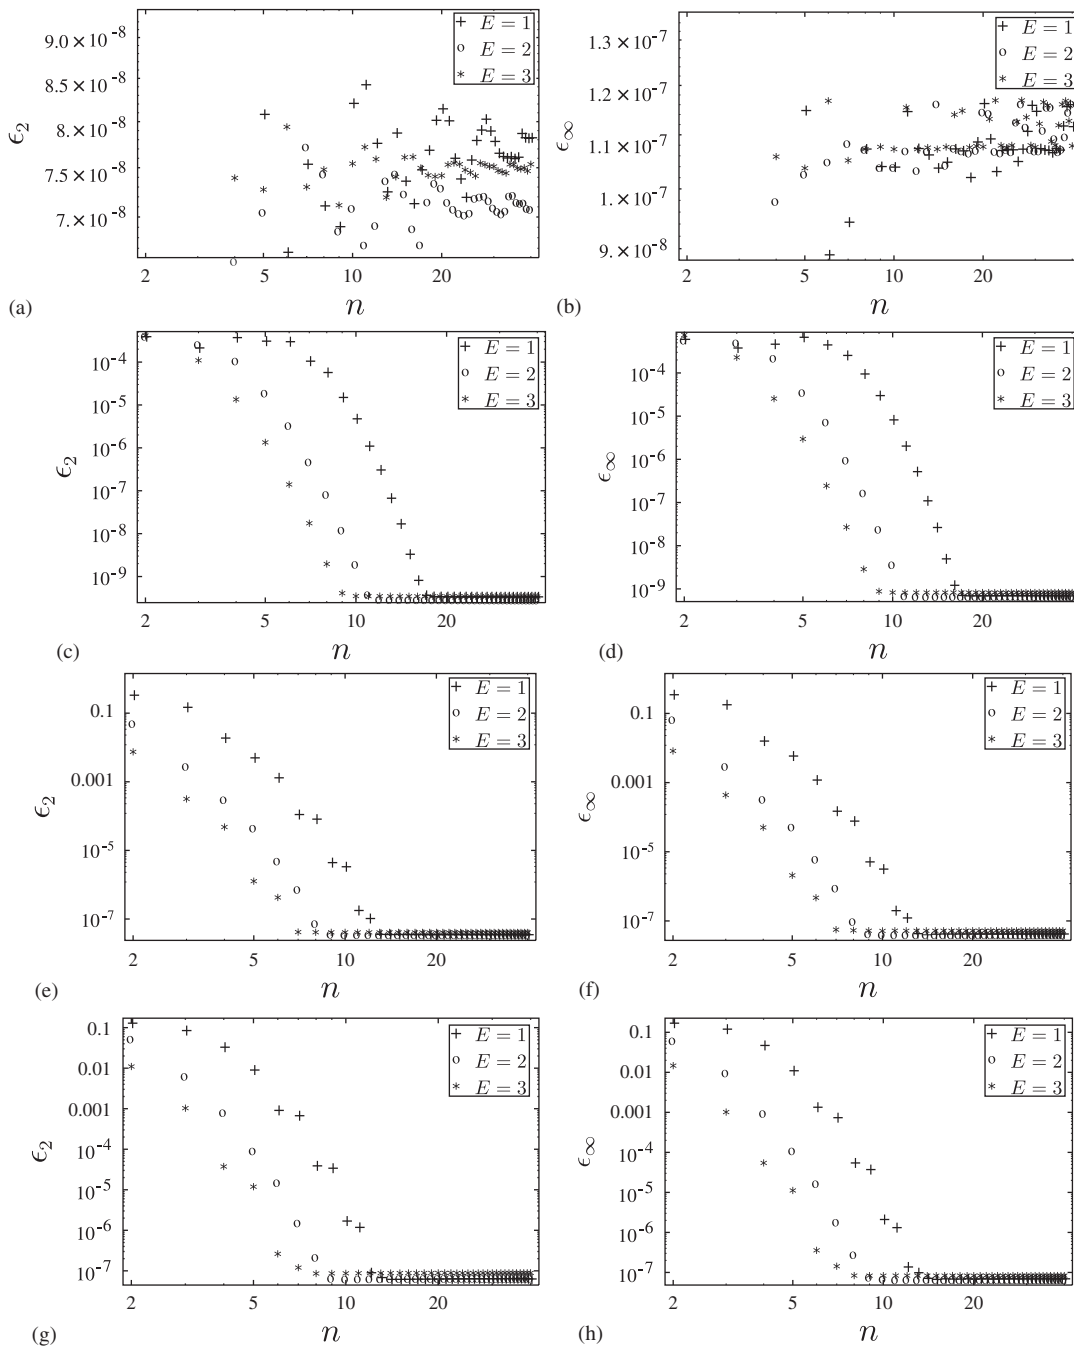 9.0×10⁻⁸
8.5×10⁻⁸
8×10⁻⁸
7.5×10⁻⁸
7×10⁻⁸
ϵ₂
+ E = 1
o E = 2
* E = 3
2 5 10 20
n
(a)
1.3×10⁻⁷
1.2×10⁻⁷
1.1×10⁻⁷
1.0×10⁻⁷
9.×10⁻⁸
ϵ∞
+ E = 1
o E = 2
* E = 3
2 5 10 20
n
(b)
10⁻⁴
10⁻⁵
10⁻⁶
10⁻⁷
10⁻⁸
10⁻⁹
ϵ₂
+ E = 1
o E = 2
* E = 3
2 5 10 20
n
(c)
10⁻⁴
10⁻⁵
10⁻⁶
10⁻⁷
10⁻⁸
10⁻⁹
ϵ∞
+ E = 1
o E = 2
* E = 3
2 5 10 20
n
(d)
0.1
0.001
10⁻⁵
10⁻⁷
ϵ₂
+ E = 1
o E = 2
* E = 3
2 5 10 20
n
(e)
0.1
0.001
10⁻⁵
10⁻⁷
ϵ∞
+ E = 1
o E = 2
* E = 3
2 5 10 20
n
(f)
0.1
0.01
0.001
10⁻⁴
10⁻⁵
10⁻⁶
10⁻⁷
ϵ₂
+ E = 1
o E = 2
* E = 3
2 5 10 20
n
(g)
0.1
0.01
0.001
10⁻⁴
10⁻⁵
10⁻⁶
10⁻⁷
ϵ∞
+ E = 1
o E = 2
* E = 3
2 5 10 20
n
(h)